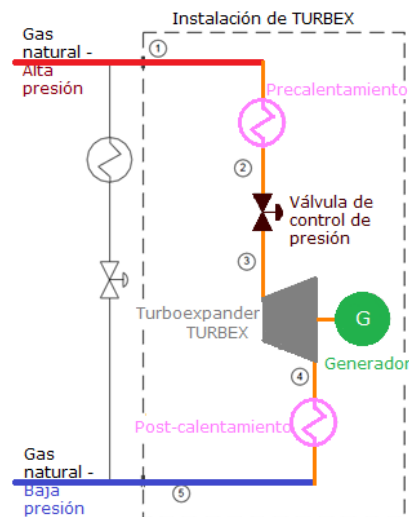 Instalación de TURBEX
Gas
natural -
Alta
presión
1
Precalentamiento
2
Válvula de
control de
presión
3
Turboexpander
TURBEX
G
Generador
4
Post-calentamiento
Gas
natural -
Baja
presión
5